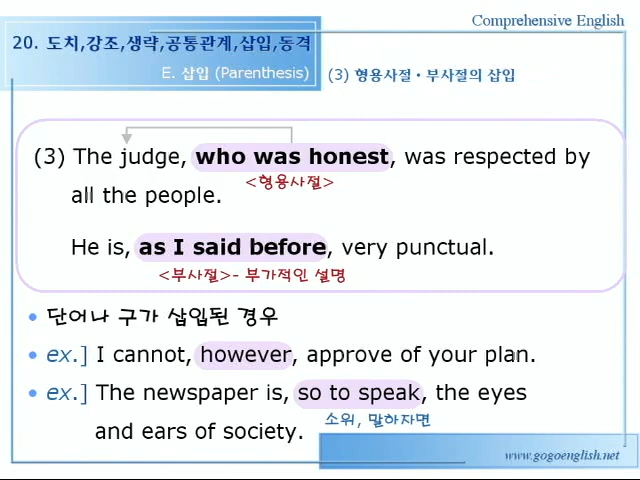 Comprehensive English
20. 도치,강조,생략,공통관계,삽입,동격
E. 삽입 (Parenthesis)
(3) 형용사절·부사절의 삽입
(3) The judge, who was honest, was respected by
<형용사절>
all the people.
He is, as I said before, very punctual.
<부사절>- 부가적인 설명
• 단어나 구가 삽입된 경우
• ex.] I cannot, however, approve of your plan.
• ex.] The newspaper is, so to speak, the eyes
소위, 말하자면
and ears of society.
www.gogoenglish.net